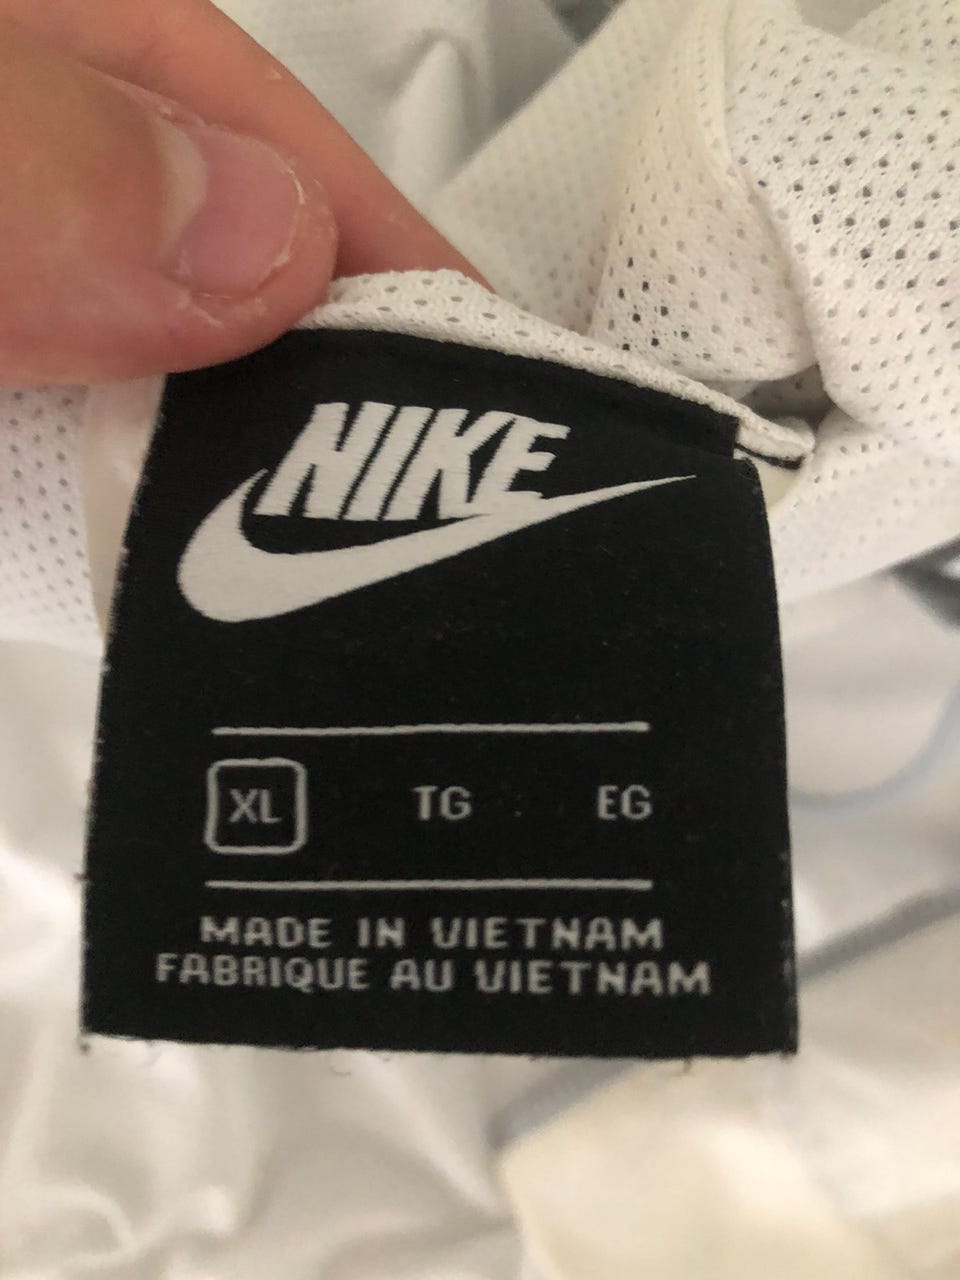 NIKE
XL TG EG
MADE IN VIETNAM
FABRIQUE AU VIETNAM